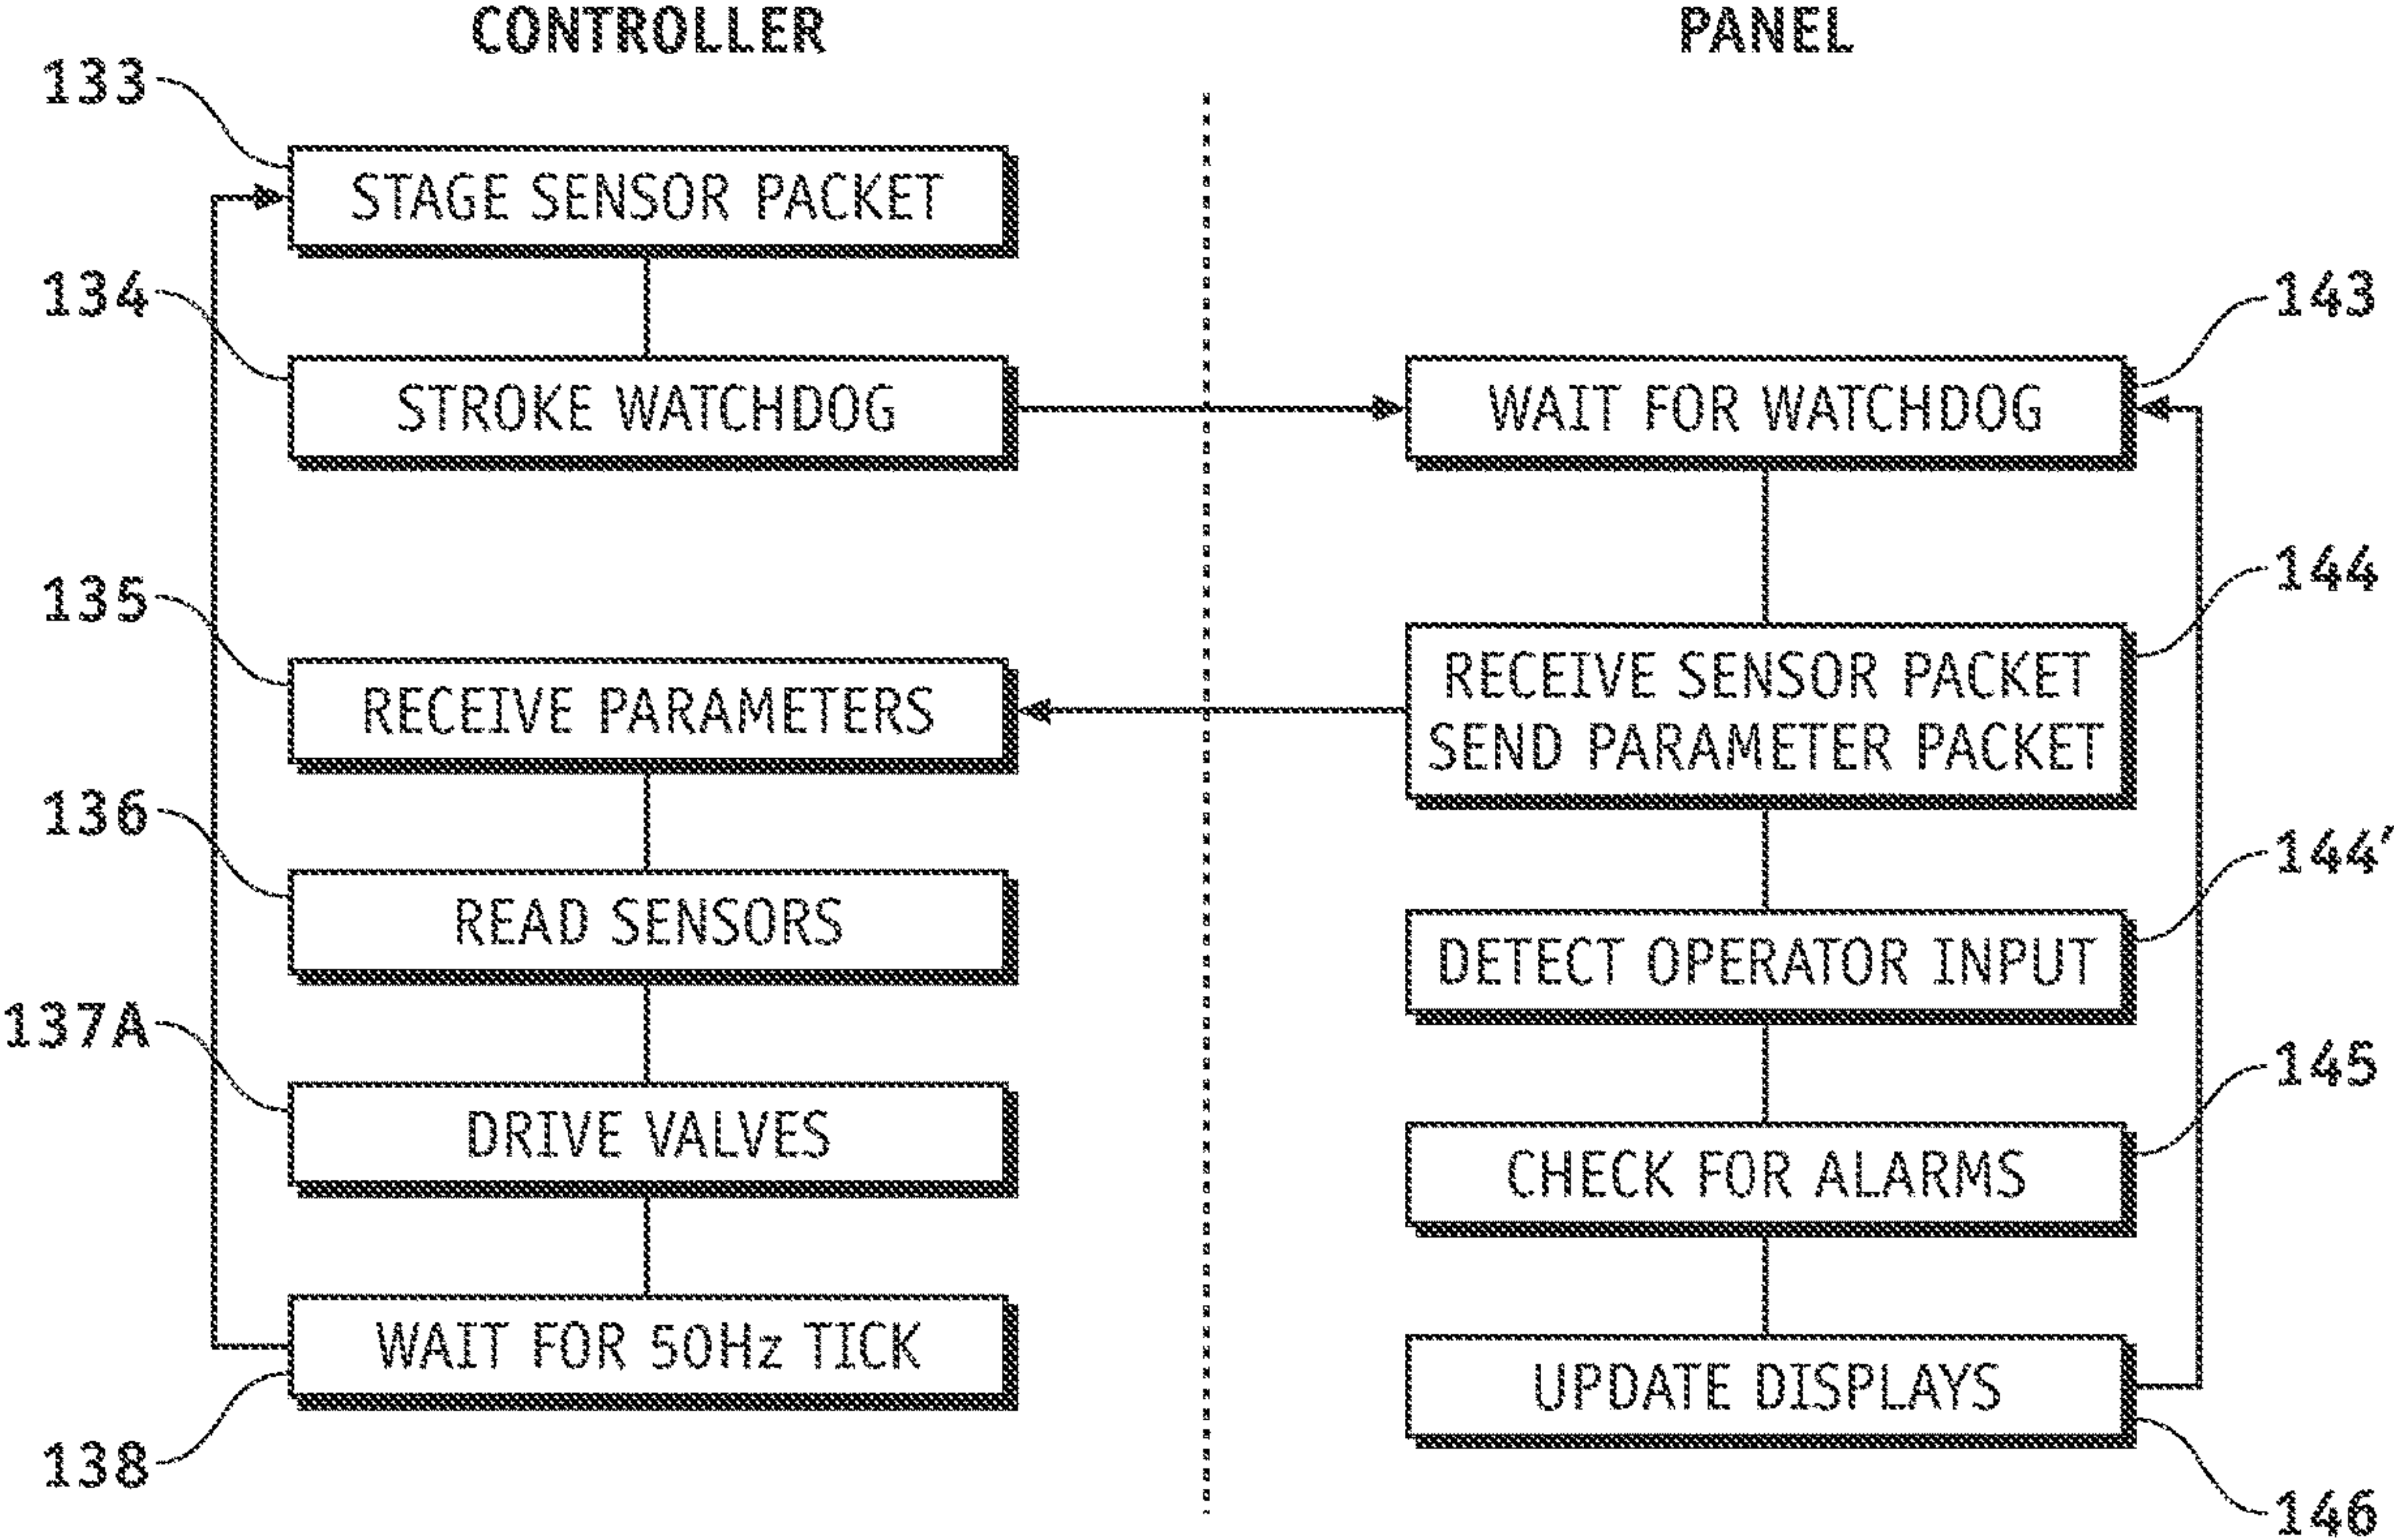 CONTROLLER
133
STAGE SENSOR PACKET
134
STROKE WATCHDOG
135
RECEIVE PARAMETERS
136
READ SENSORS
137A
DRIVE VALVES
WAIT FOR 50Hz TICK
138
PANEL
143
WAIT FOR WATCHDOG
144
RECEIVE SENSOR PACKET
SEND PARAMETER PACKET
144'
DETECT OPERATOR INPUT
145
CHECK FOR ALARMS
UPDATE DISPLAYS
146